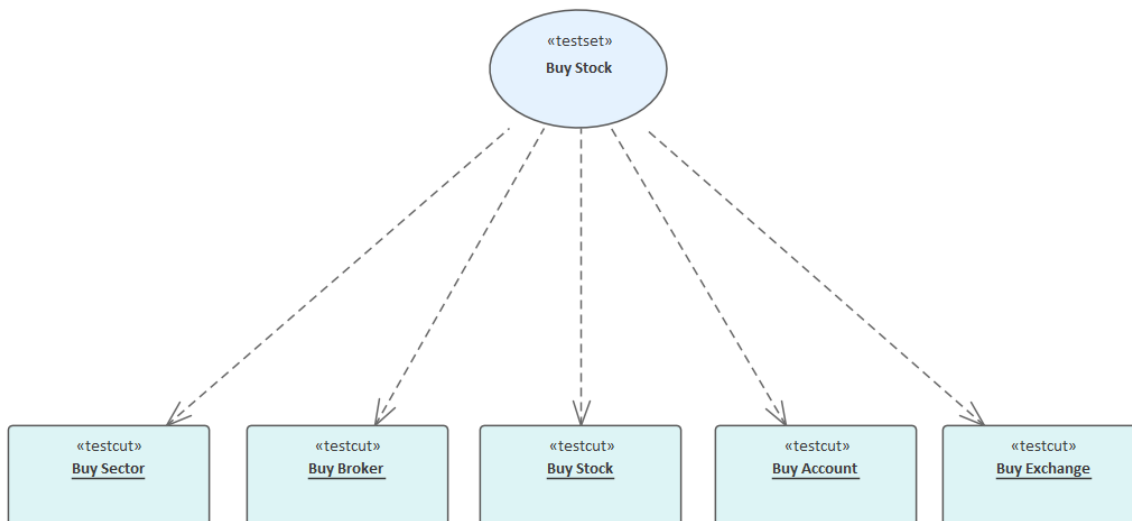 «testset»
Buy Stock
«testcut»
Buy Sector
«testcut»
Buy Broker
«testcut»
Buy Stock
«testcut»
Buy Account
«testcut»
Buy Exchange